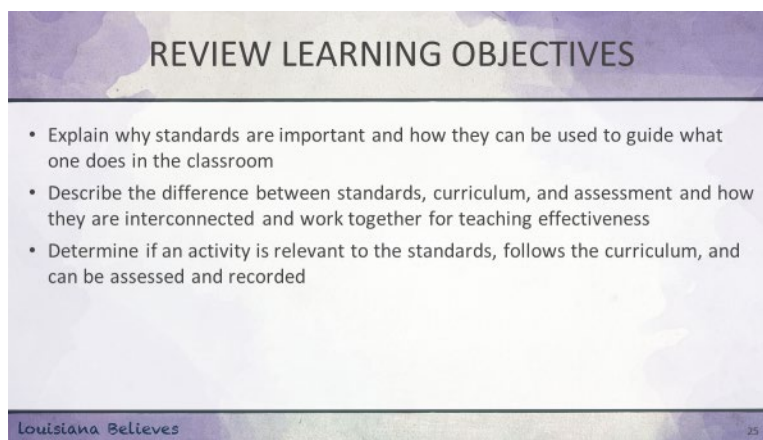 REVIEW LEARNING OBJECTIVES
• Explain why standards are important and how they can be used to guide what
one does in the classroom
• Describe the difference between standards, curriculum, and assessment and how
they are interconnected and work together for teaching effectiveness
• Determine if an activity is relevant to the standards, follows the curriculum, and
can be assessed and recorded
Louisiana Believes
25